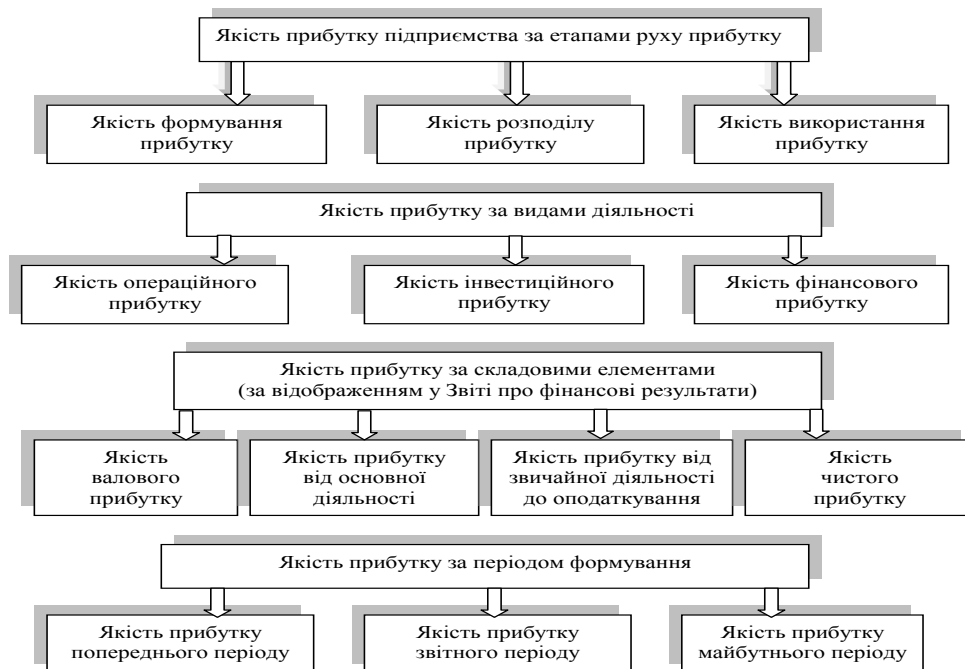 Якість прибутку підприємства за етапами руху прибутку
Якість формування
прибутку
Якість розподілу
прибутку
Якість використання
прибутку
Якість прибутку за видами діяльності
Якість операційного
прибутку
Якість інвестиційного
прибутку
Якість фінансового
прибутку
Якість прибутку за складовими елементами
(за відображенням у Звіті про фінансові результати)
Якість
валового
прибутку
Якість прибутку
від основної
діяльності
Якість прибутку від
звичайної діяльності
до оподаткування
Якість
чистого
прибутку
Якість прибутку за періодом формування
Якість прибутку
попереднього періоду
Якість прибутку
звітного періоду
Якість прибутку
майбутнього періоду